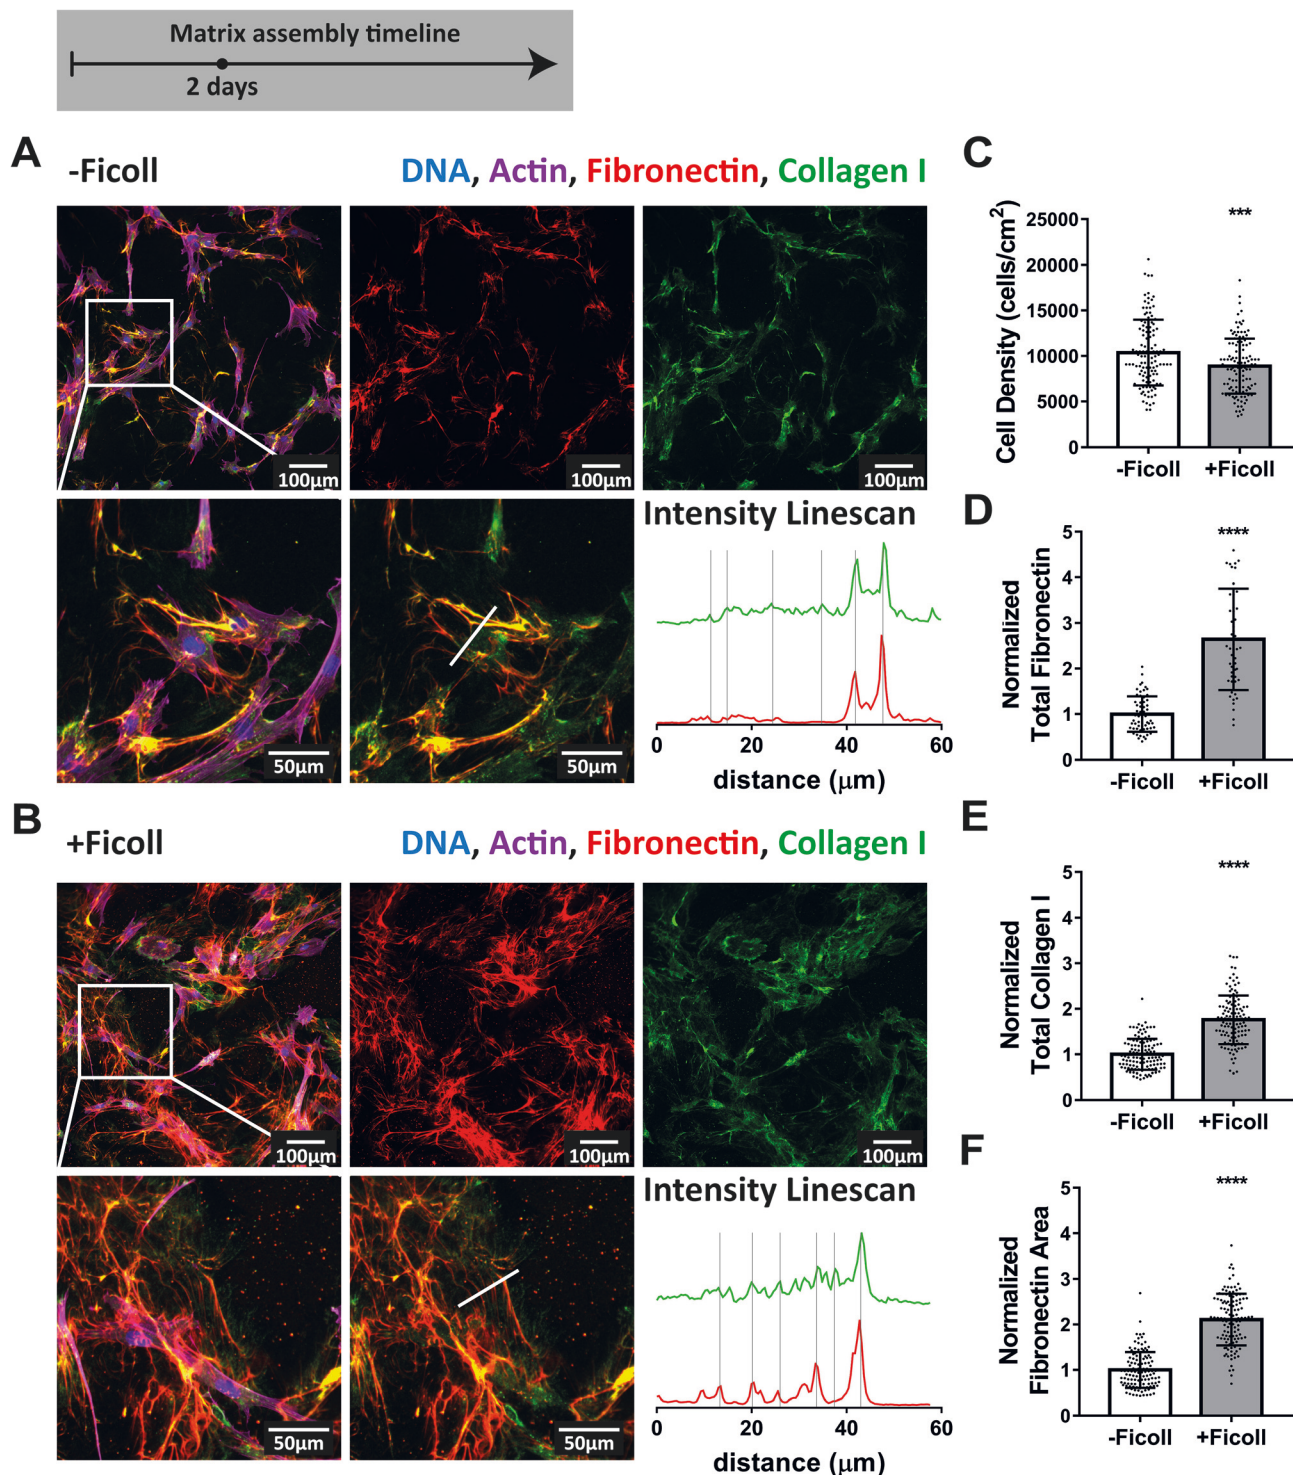 Matrix assembly timeline
2 days
A
-Ficoll
DNA, Actin, Fibronectin, Collagen I
100μm
100μm
100μm
50μm
50μm
Intensity Linescan
0 20 40 60
distance (μm)
B
+Ficoll
DNA, Actin, Fibronectin, Collagen I
100μm
100μm
100μm
50μm
50μm
Intensity Linescan
0 20 40 60
distance (μm)
C
Cell Density (cells/cm²)
25000
20000
15000
10000
5000
0
***
-Ficoll +Ficoll
D
Normalized
Total Fibronectin
5
4
3
2
1
0
****
-Ficoll +Ficoll
E
Normalized
Total Collagen I
5
4
3
2
1
0
****
-Ficoll +Ficoll
F
Normalized
Fibronectin Area
5
4
3
2
1
0
****
-Ficoll +Ficoll